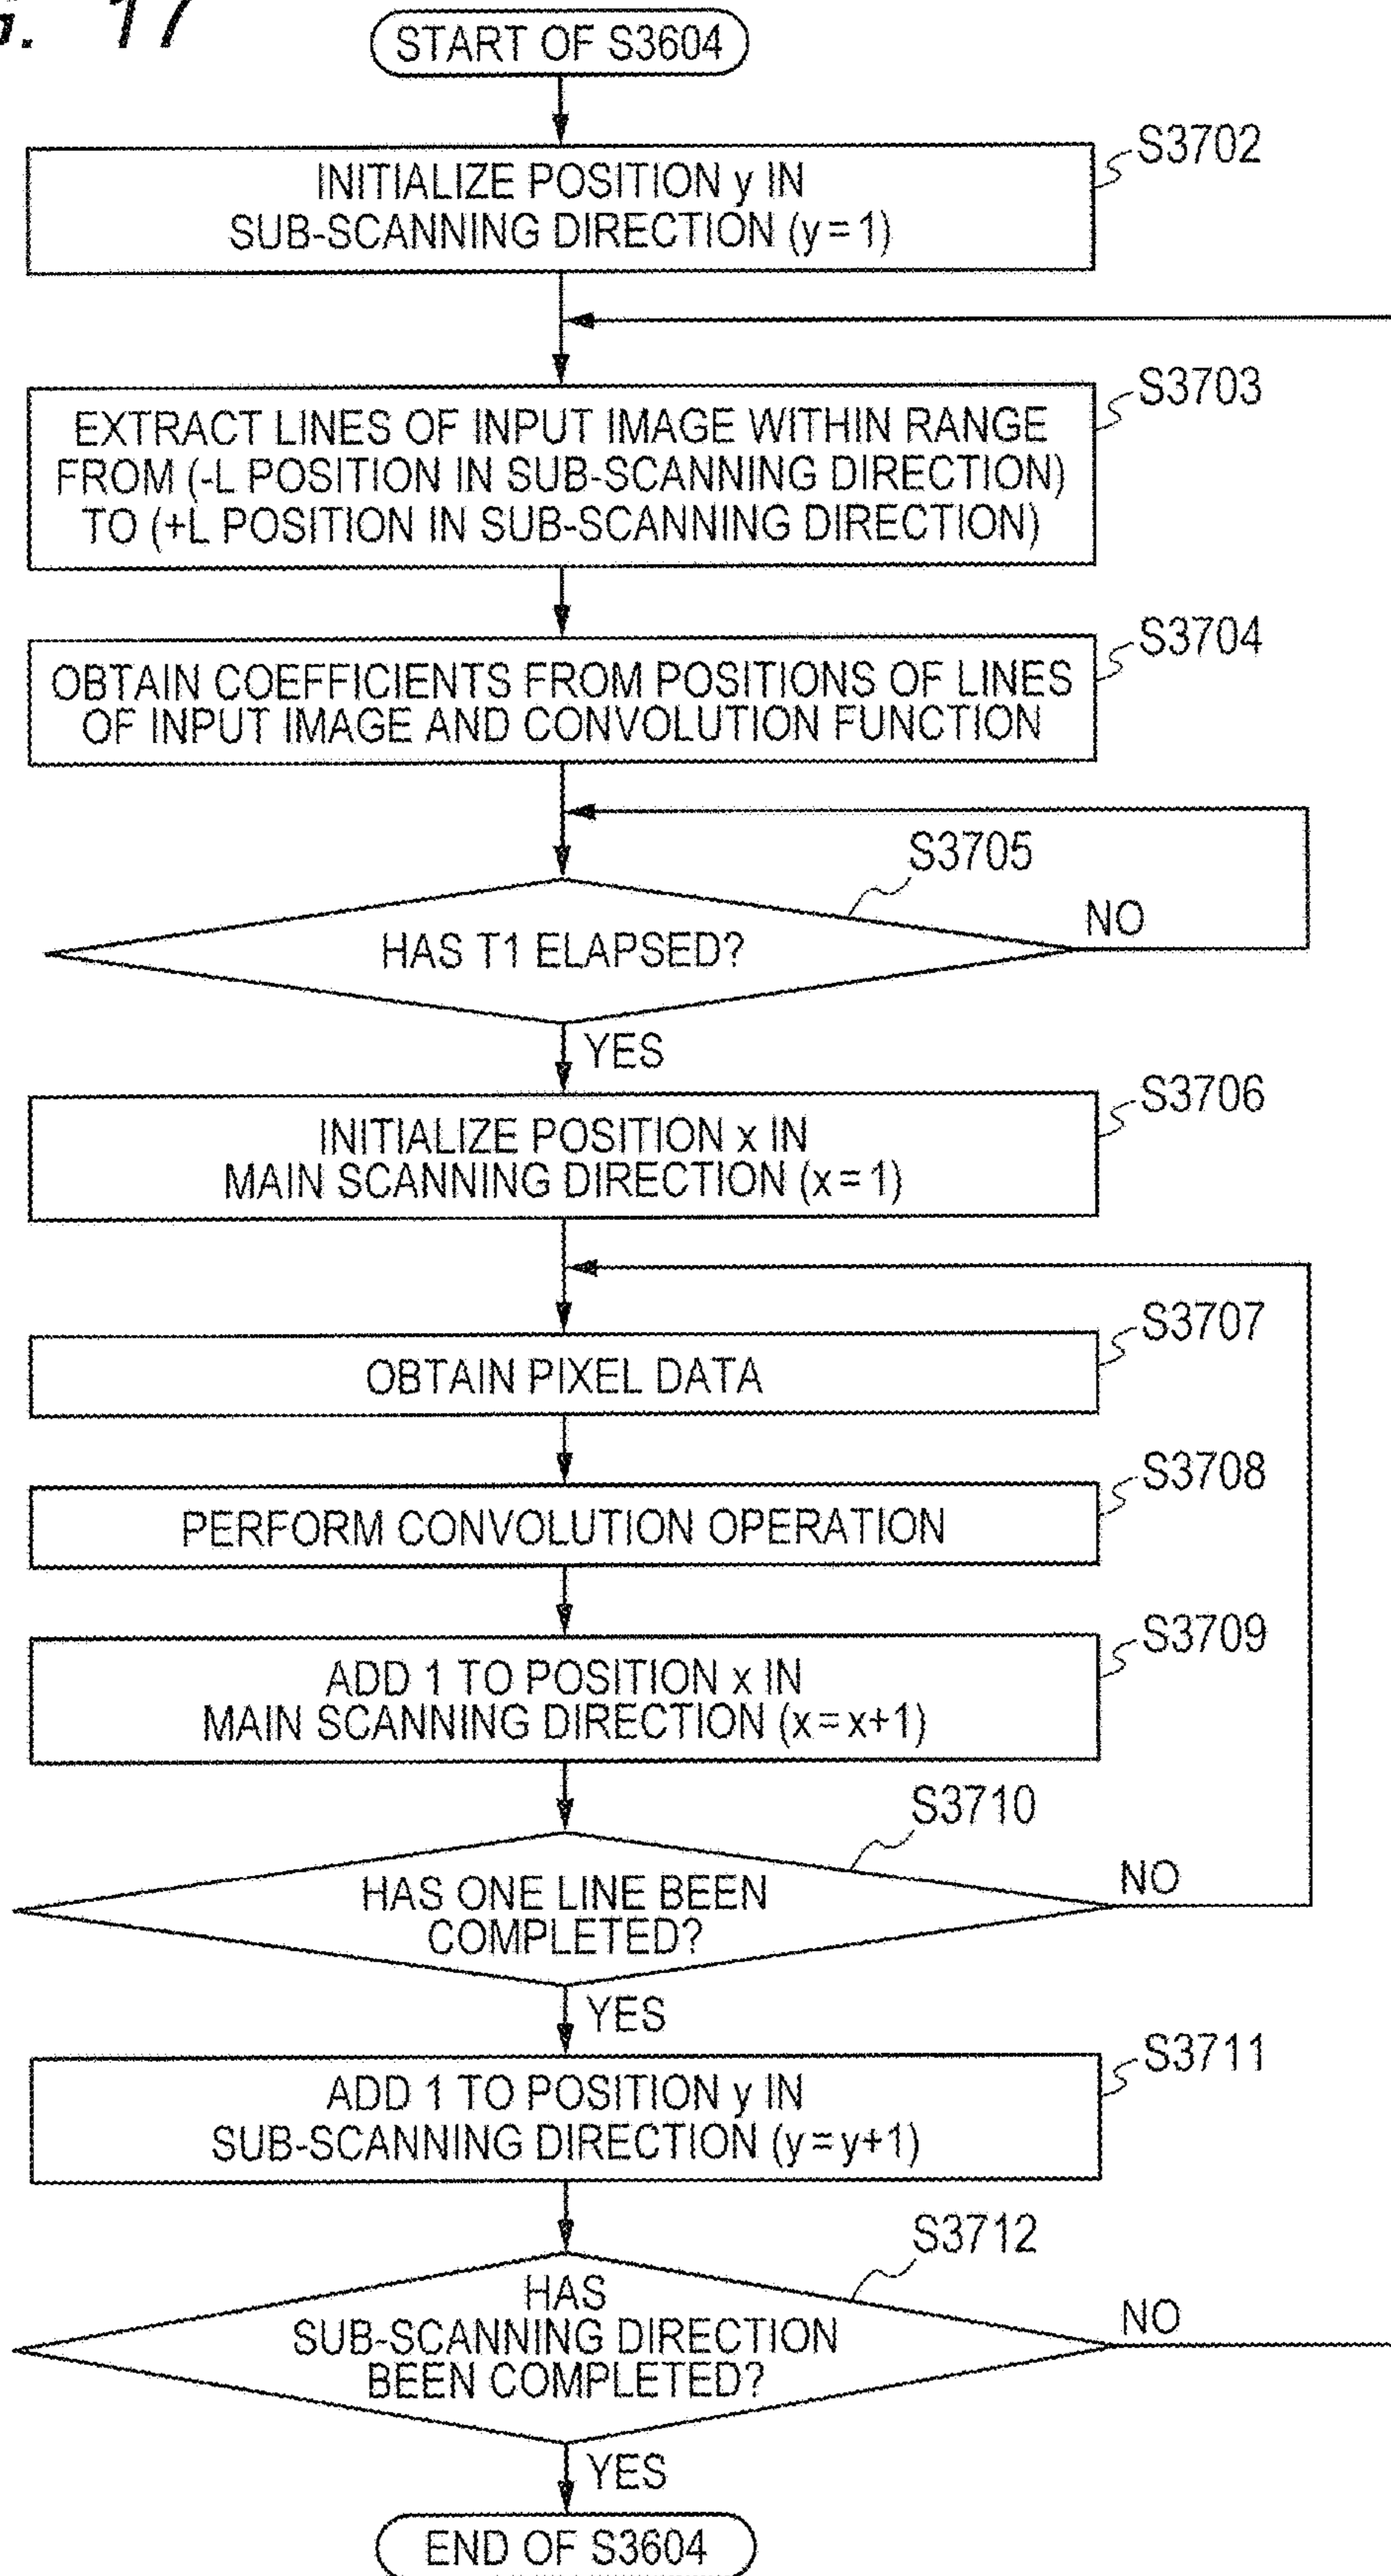 G. 17
START OF S3604
S3702
INITIALIZE POSITION y IN
SUB-SCANNING DIRECTION (y=1)
S3703
EXTRACT LINES OF INPUT IMAGE WITHIN RANGE
FROM (-L POSITION IN SUB-SCANNING DIRECTION)
TO (+L POSITION IN SUB-SCANNING DIRECTION)
S3704
OBTAIN COEFFICIENTS FROM POSITIONS OF LINES
OF INPUT IMAGE AND CONVOLUTION FUNCTION
S3705
HAS T1 ELAPSED?
NO
YES
S3706
INITIALIZE POSITION x IN
MAIN SCANNING DIRECTION (x=1)
S3707
OBTAIN PIXEL DATA
S3708
PERFORM CONVOLUTION OPERATION
S3709
ADD 1 TO POSITION x IN
MAIN SCANNING DIRECTION (x=x+1)
S3710
HAS ONE LINE BEEN
COMPLETED?
NO
YES
S3711
ADD 1 TO POSITION y IN
SUB-SCANNING DIRECTION (y=y+1)
S3712
HAS
SUB-SCANNING DIRECTION
BEEN COMPLETED?
NO
YES
END OF S3604